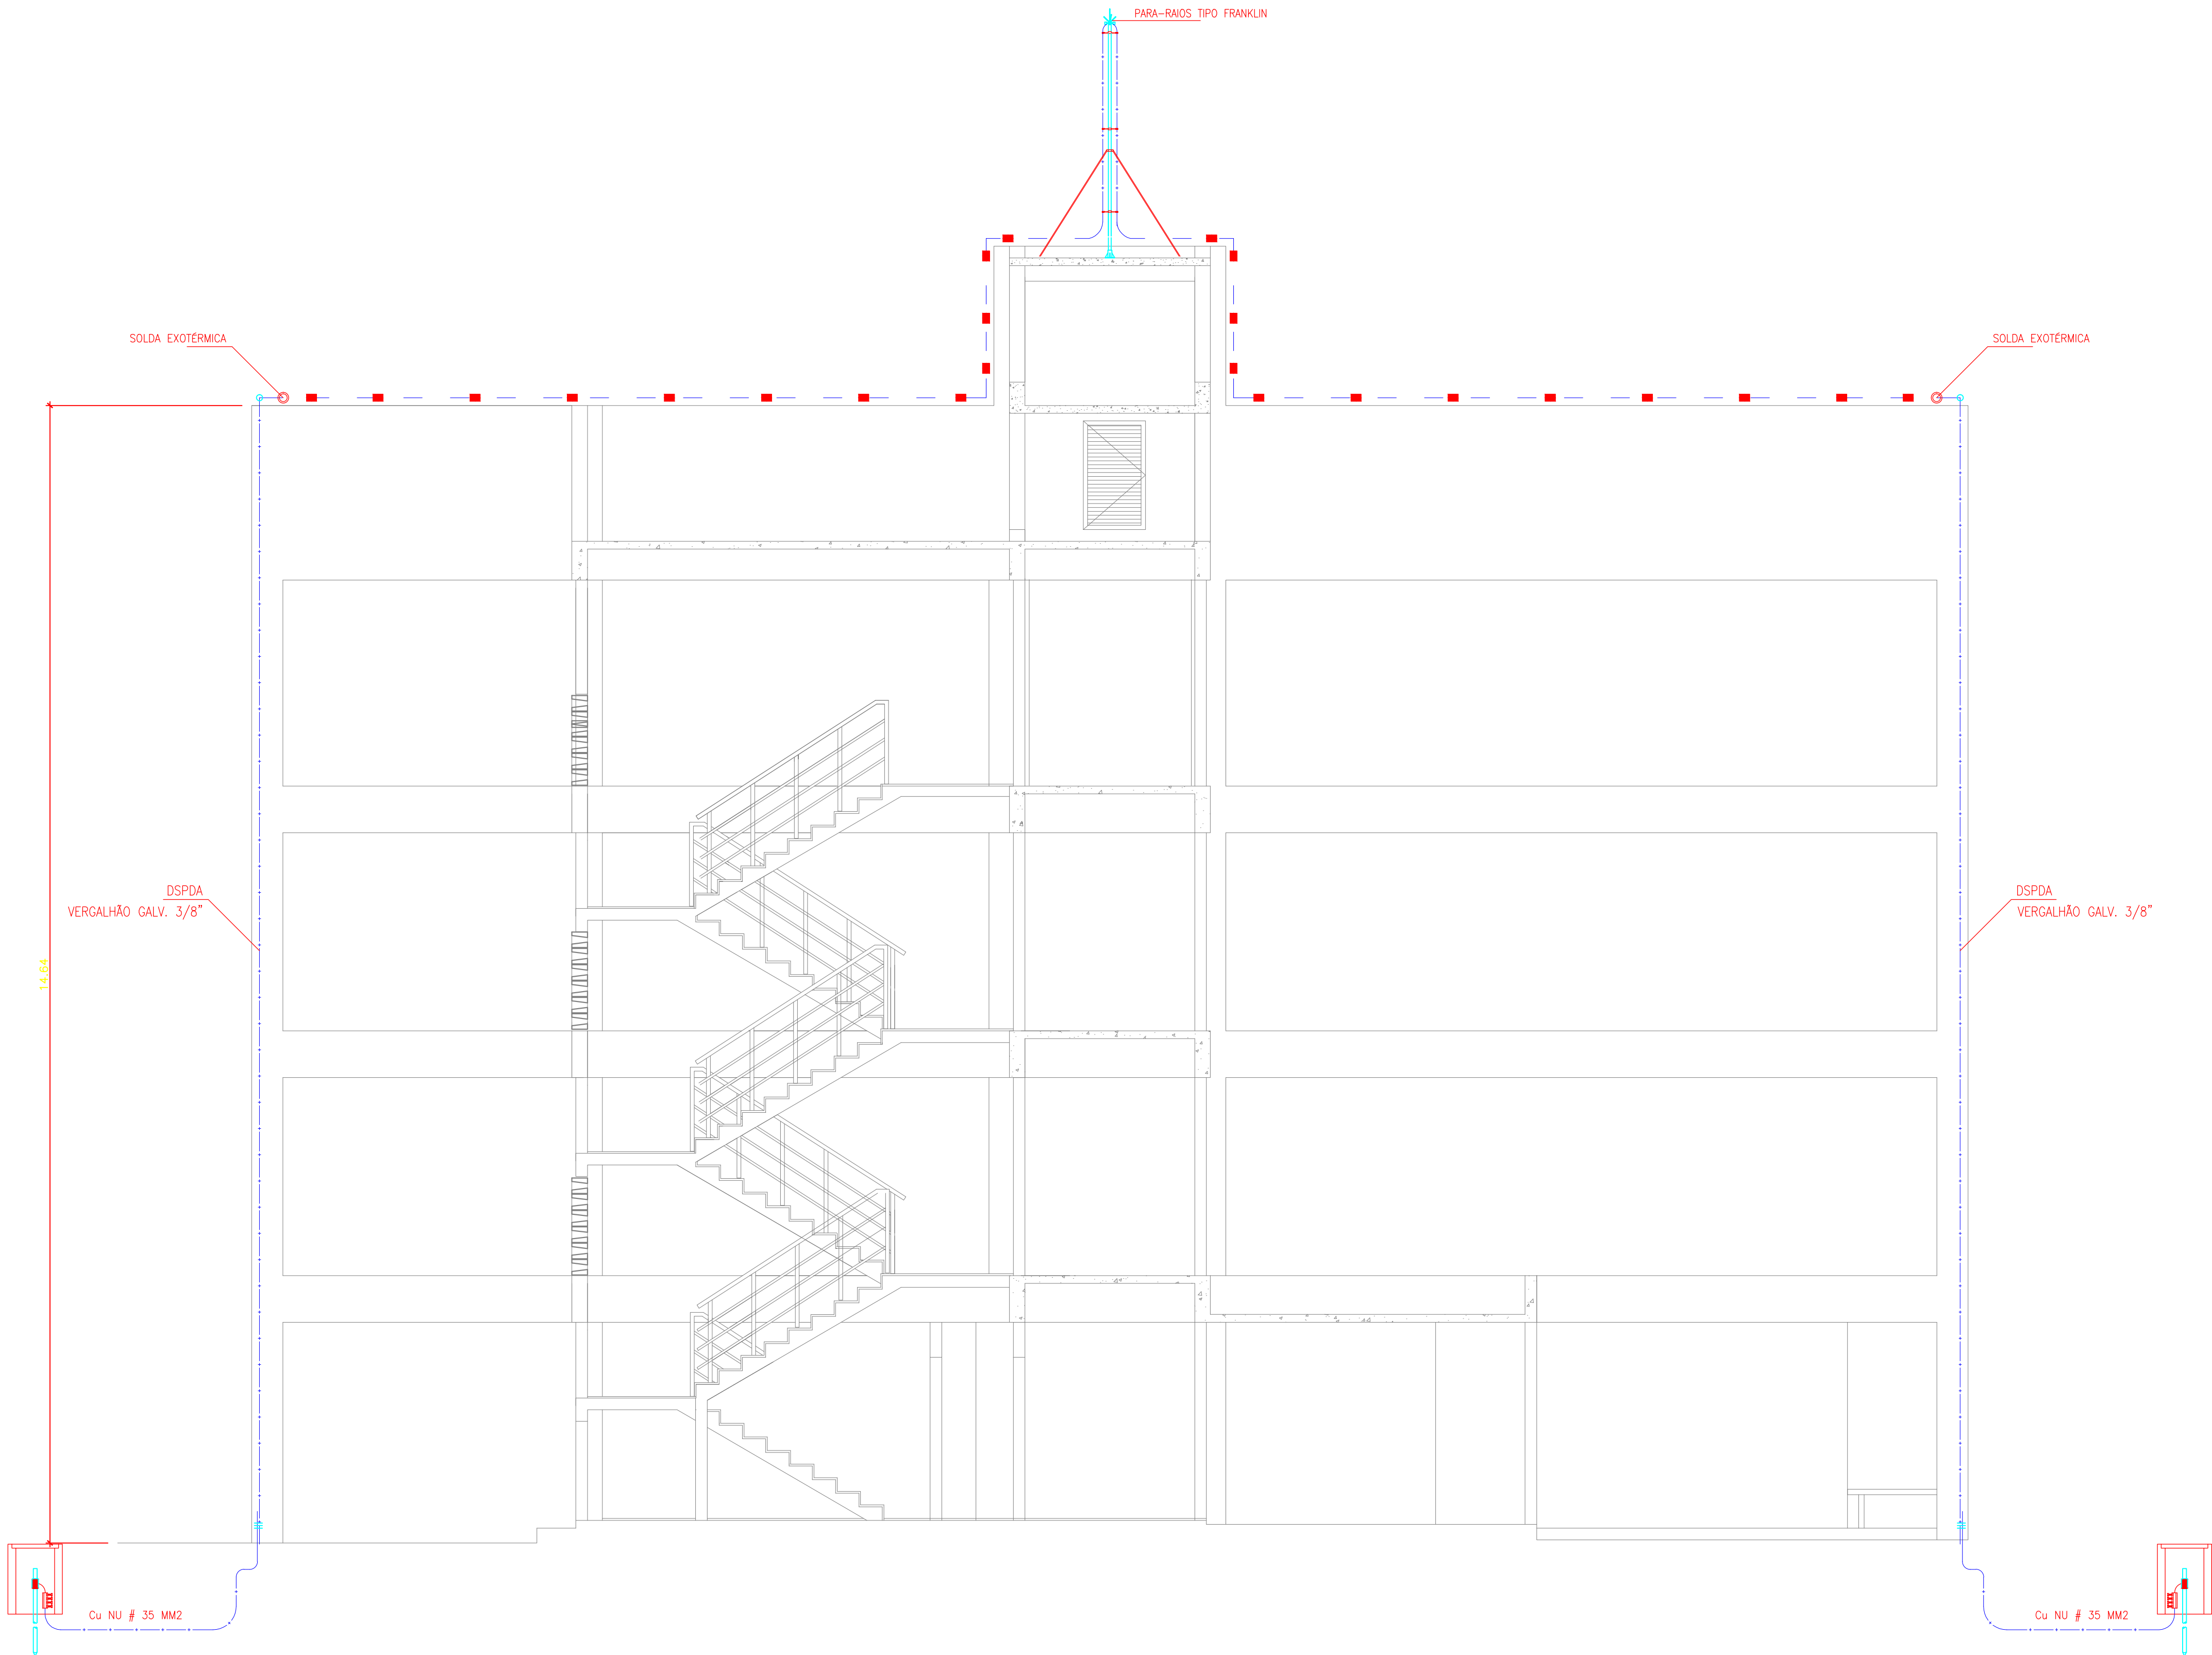 PARA-RAIOS TIPO FRANKLIN
SOLDA EXOTÉRMICA
SOLDA EXOTÉRMICA
DSPDA
VERGALHÃO GALV. 3/8"
DSPDA
VERGALHÃO GALV. 3/8"
14.64
Cu NU # 35 MM2
Cu NU # 35 MM2